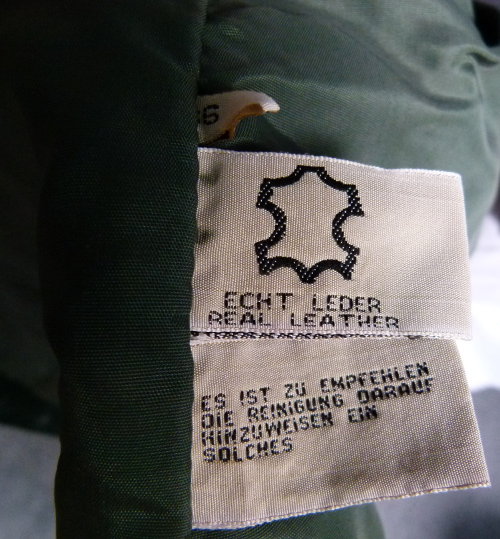 ECHT LEDER
REAL LEATHER
ES IST ZU EMPFEHLEN
DIE REINIGUNG DARAUF
HINZUWEISEN EIN
SOLCHES